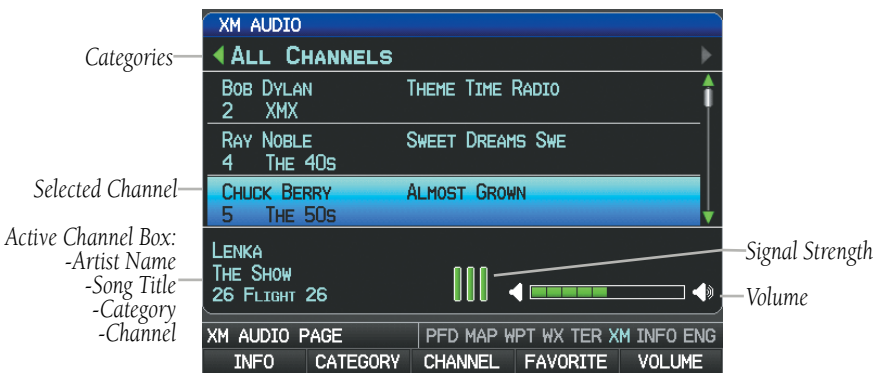 XM AUDIO
Categories
ALL CHANNELS
BOB DYLAN THEME TIME RADIO
2 XMX
RAY NOBLE SWEET DREAMS SWE
4 THE 40S
Selected Channel
CHUCK BERRY ALMOST GROWN
5 THE 50S
Active Channel Box:
-Artist Name
-Song Title
-Category
-Channel
LENKA
THE SHOW
26 FLIGHT 26
Signal Strength
Volume
XM AUDIO PAGE PFD MAP WPT WX TER XM INFO ENG
INFO CATEGORY CHANNEL FAVORITE VOLUME